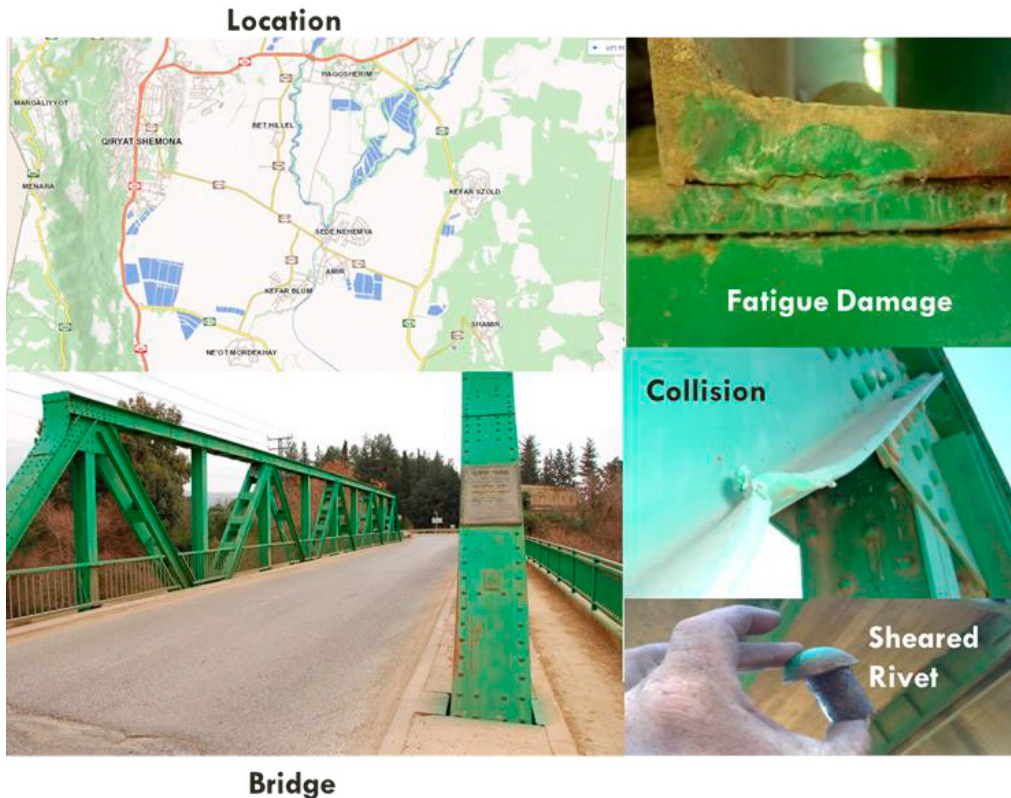 Location
MARGALIYYOT
HAGOSHERIM
BET HILLEL
QIRYAT SHEMONA
MENARA
KEFAR SZOLD
SEDE NEHEMYA
AMIR
KEFAR BLUM
SHAMIR
NE'OT MORDEKHAY
Fatigue Damage
Collision
Sheared
Rivet
Bridge